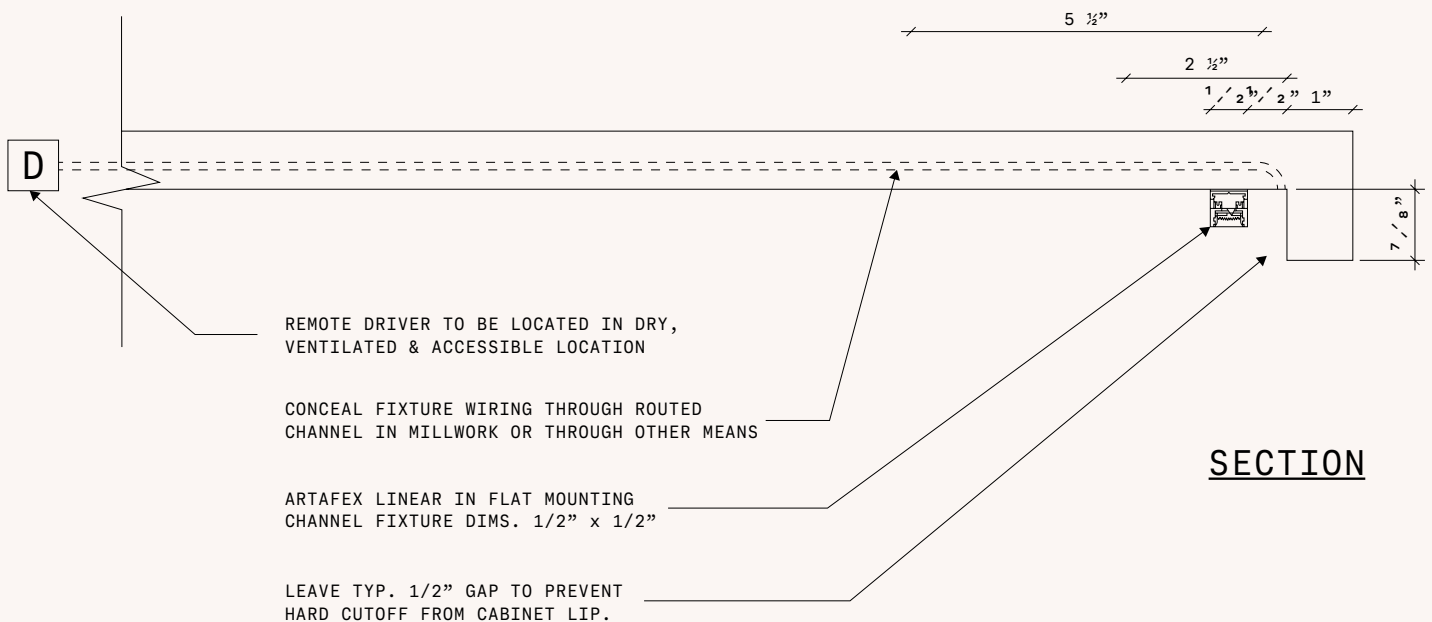 5 ½”
2 ½”
1/2” 1/2” 1”
D
7/8”
REMOTE DRIVER TO BE LOCATED IN DRY,
VENTILATED & ACCESSIBLE LOCATION
CONCEAL FIXTURE WIRING THROUGH ROUTED
CHANNEL IN MILLWORK OR THROUGH OTHER MEANS
SECTION
ARTAFEX LINEAR IN FLAT MOUNTING
CHANNEL FIXTURE DIMS. 1/2” x 1/2”
LEAVE TYP. 1/2” GAP TO PREVENT
HARD CUTOFF FROM CABINET LIP.